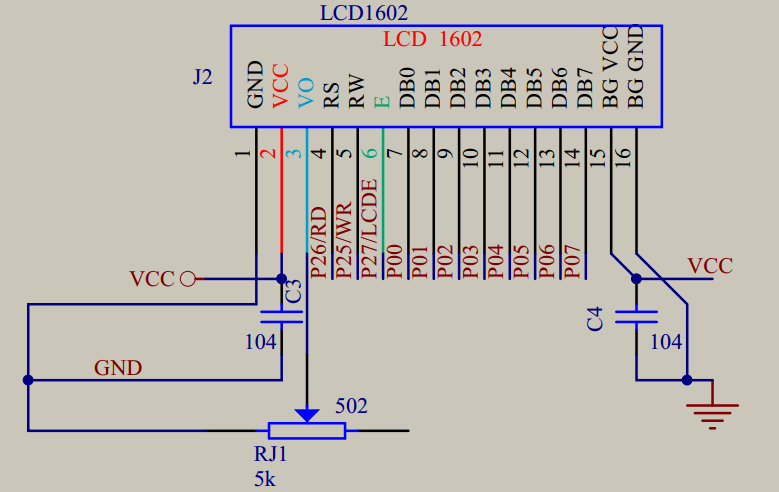 LCD1602
LCD 1602
J2
GND
VCC
VO
RS
RW
E
DB0
DB1
DB2
DB3
DB4
DB5
DB6
DB7
BG VCC
BG GND
1
2
3
4
5
6
7
8
9
10
11
12
13
14
15
16
P26/RD
P25/WR
P27/LCDE
P00
P01
P02
P03
P04
P05
P06
P07
VCC
C3
104
GND
502
RJ1
5k
VCC
C4
104